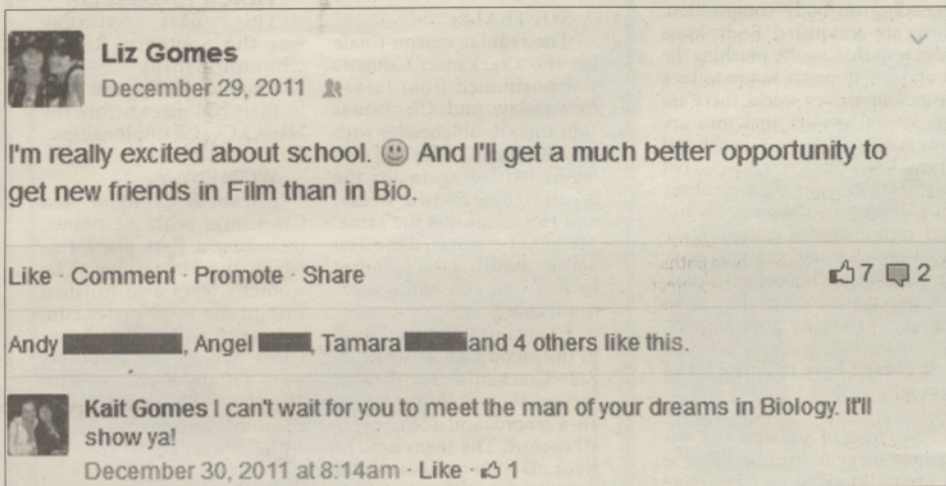 Liz Gomes
December 29, 2011
I'm really excited about school. And I'll get a much better opportunity to
get new friends in Film than in Bio.
Like · Comment · Promote · Share
7 2
Andy , Angel , Tamara and 4 others like this.
Kait Gomes I can't wait for you to meet the man of your dreams in Biology. It'll
show ya!
December 30, 2011 at 8:14am · Like · 1